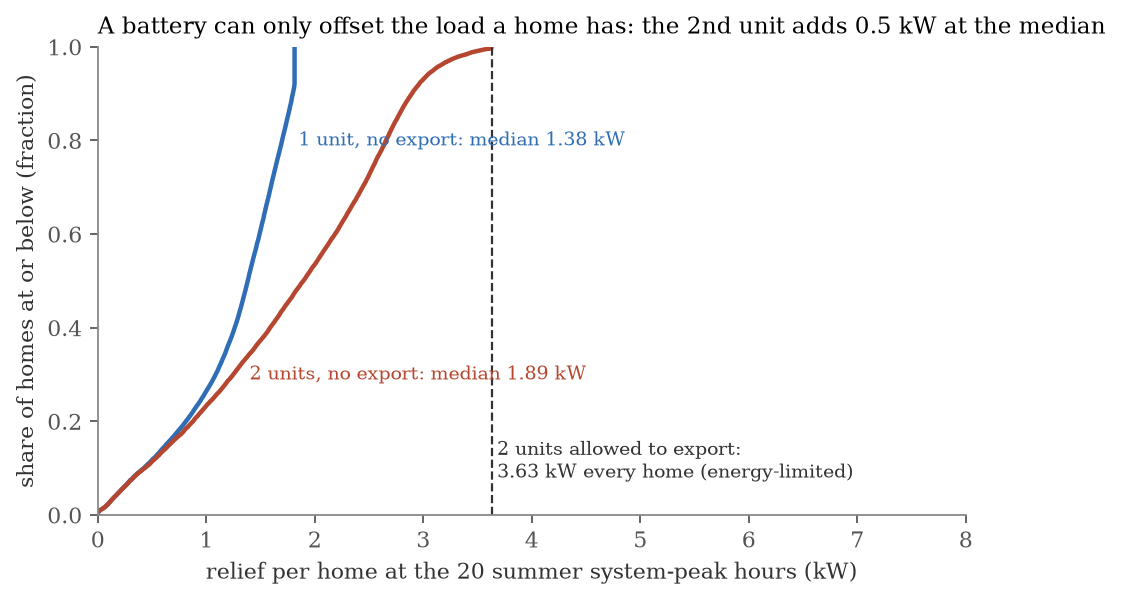 A battery can only offset the load a home has: the 2nd unit adds 0.5 kW at the median
share of homes at or below (fraction)
1.0
0.8
0.6
0.4
0.2
0.0
1 unit, no export: median 1.38 kW
2 units, no export: median 1.89 kW
2 units allowed to export:
3.63 kW every home (energy-limited)
0 1 2 3 4 5 6 7 8
relief per home at the 20 summer system-peak hours (kW)